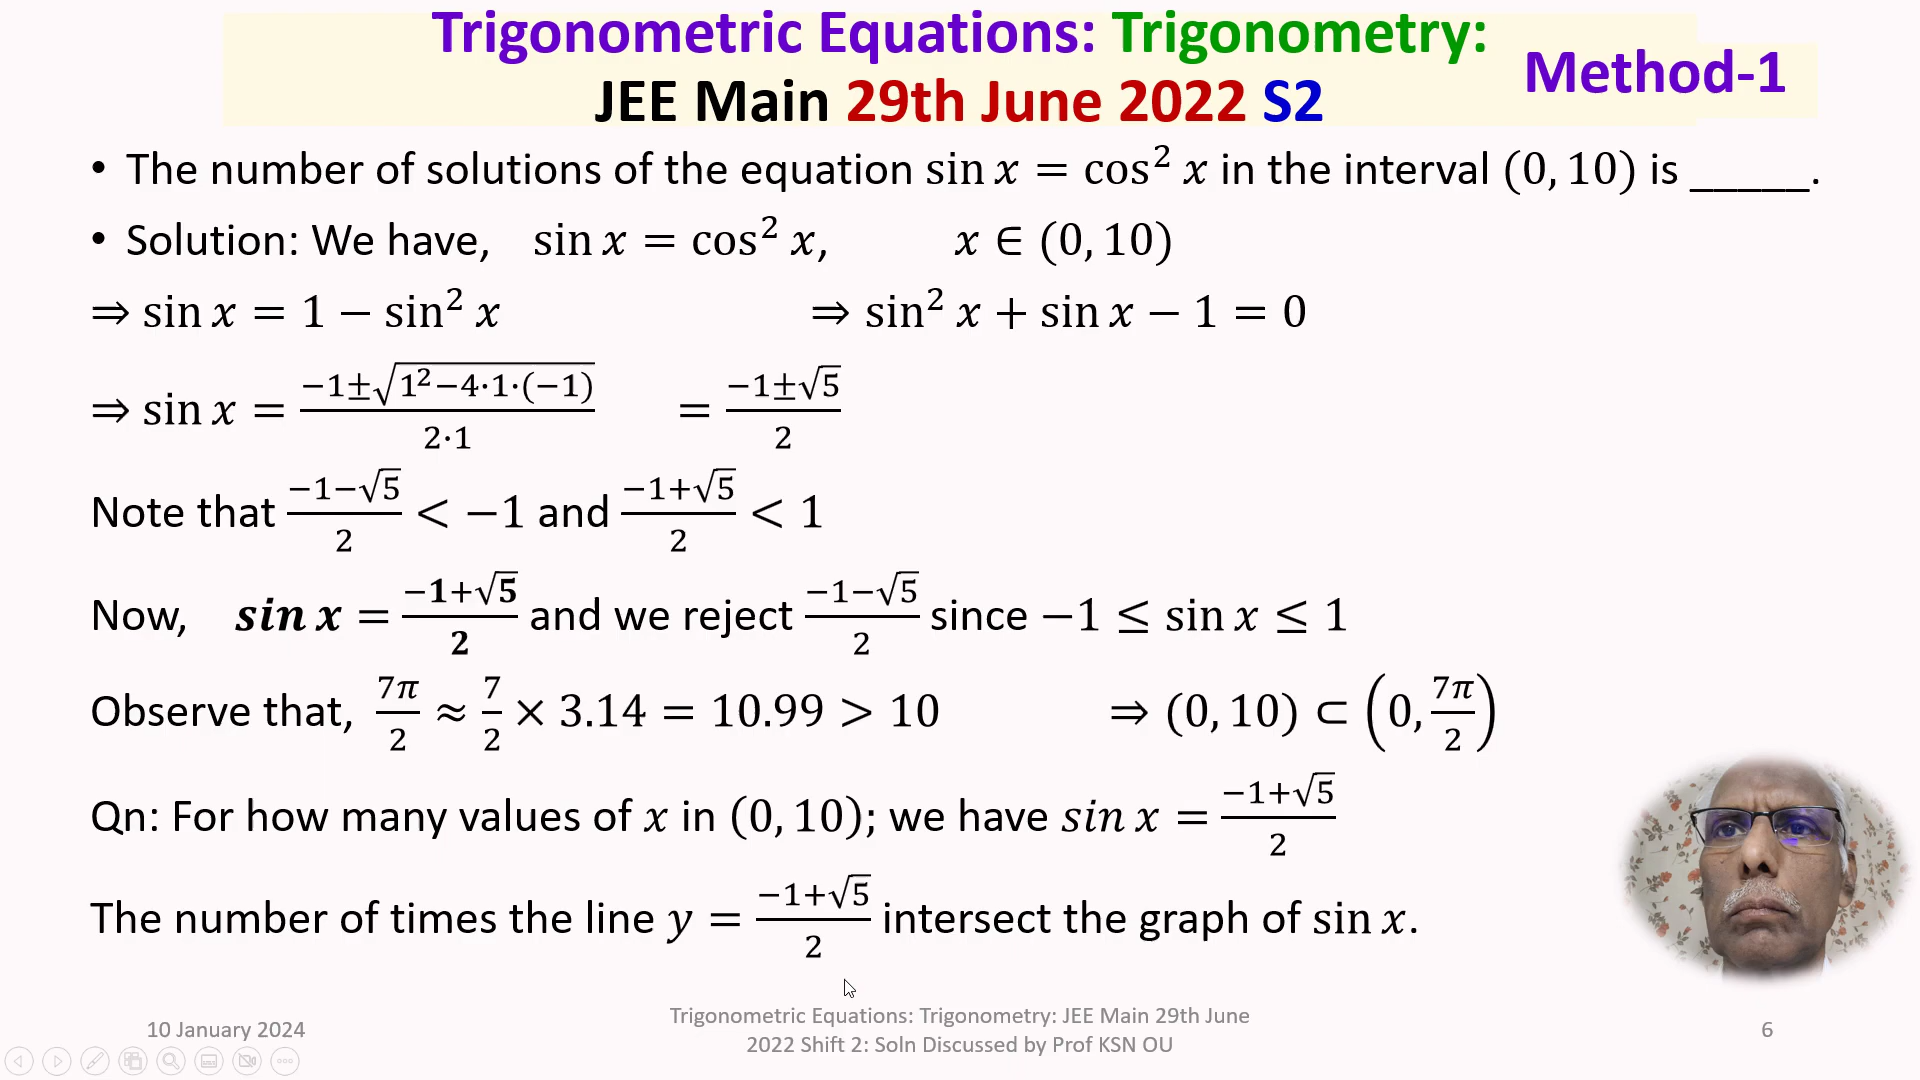 Trigonometric Equations: Trigonometry:
JEE Main 29th June 2022 S2
Method-1
• The number of solutions of the equation sin x = cos² x in the interval (0, 10) is _____.
• Solution: We have, sin x = cos² x, x ∈ (0, 10)
⇒ sin x = 1 − sin² x ⇒ sin² x + sin x − 1 = 0
⇒ sin x = (−1±√(1²−4·1·(−1)))/(2·1) = (−1±√5)/2
Note that (−1−√5)/2 < −1 and (−1+√5)/2 < 1
Now, sin x = (−1+√5)/2 and we reject (−1−√5)/2 since −1 ≤ sin x ≤ 1
Observe that, 7π/2 ≈ 7/2 × 3.14 = 10.99 > 10 ⇒ (0, 10) ⊂ (0, 7π/2)
Qn: For how many values of x in (0, 10); we have sin x = (−1+√5)/2
The number of times the line y = (−1+√5)/2 intersect the graph of sin x.
10 January 2024
Trigonometric Equations: Trigonometry: JEE Main 29th June
2022 Shift 2: Soln Discussed by Prof KSN OU
6